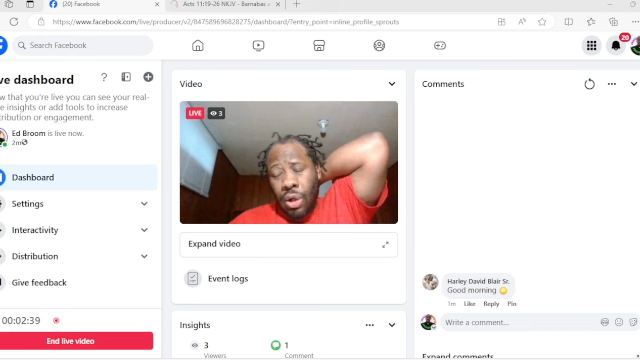 (20) Facebook
Acts 11:19-26 NKJV - Barnabas a
https://www.facebook.com/live/producer/v2/847589696828275/dashboard/?entry_point=inline_profile_sprouts
Search Facebook
20
ve dashboard
w that you're live you can see your real-
e insights or add tools to increase
tribution or engagement.
Ed Broom is live now.
2m
Dashboard
Settings
Interactivity
Distribution
Give feedback
00:02:39
End live video
Video
LIVE
3
Expand video
Event logs
Insights
3
Viewers
1
Comment
Comments
Harley David Blair Sr.
Good morning
1m Like Reply Pin
Write a comment...
Expand comments